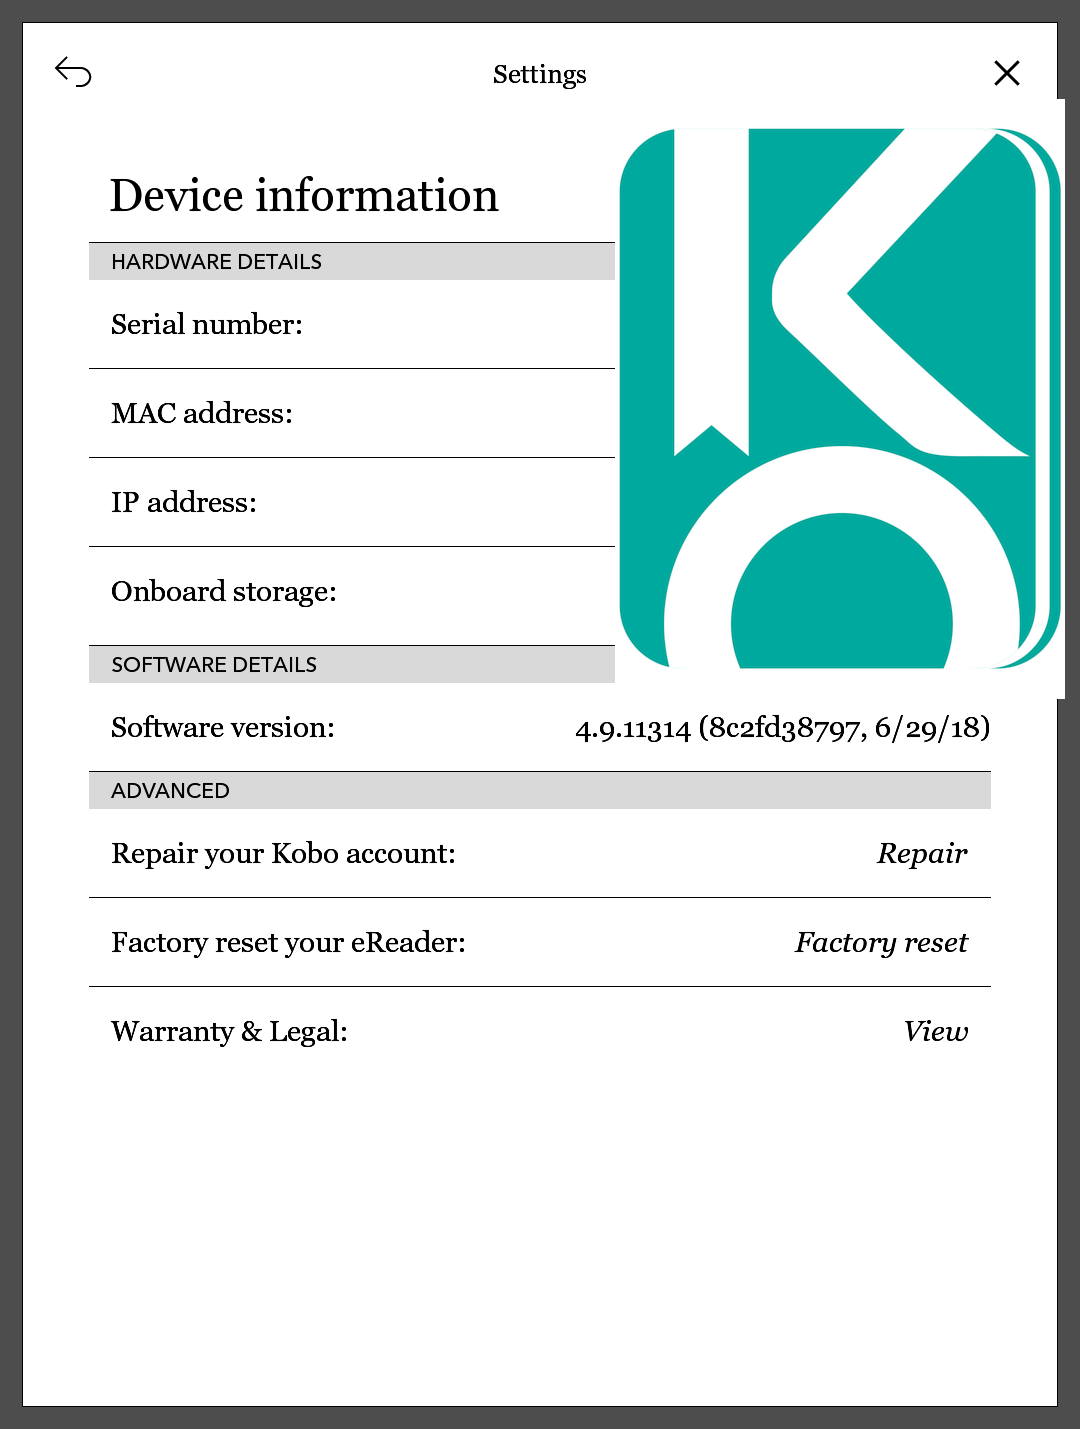 Settings
Device information
HARDWARE DETAILS
Serial number:
MAC address:
IP address:
Onboard storage:
SOFTWARE DETAILS
Software version: 4.9.11314 (8c2fd38797, 6/29/18)
ADVANCED
Repair your Kobo account: Repair
Factory reset your eReader: Factory reset
Warranty & Legal: View
KO